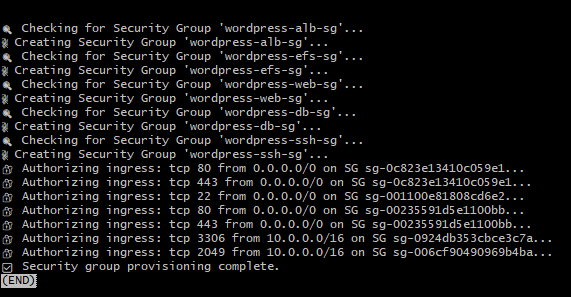 Checking for Security Group 'wordpress-alb-sg'...
Creating Security Group 'wordpress-alb-sg'...
Checking for Security Group 'wordpress-efs-sg'...
Creating Security Group 'wordpress-efs-sg'...
Checking for Security Group 'wordpress-web-sg'...
Creating Security Group 'wordpress-web-sg'...
Checking for Security Group 'wordpress-db-sg'...
Creating Security Group 'wordpress-db-sg'...
Checking for Security Group 'wordpress-ssh-sg'...
Creating Security Group 'wordpress-ssh-sg'...
Authorizing ingress: tcp 80 from 0.0.0.0/0 on SG sg-0c823e13410c059e1...
Authorizing ingress: tcp 443 from 0.0.0.0/0 on SG sg-0c823e13410c059e1...
Authorizing ingress: tcp 22 from 0.0.0.0/0 on SG sg-001100e81808cd6e2...
Authorizing ingress: tcp 80 from 0.0.0.0/0 on SG sg-00235591d5e1100bb...
Authorizing ingress: tcp 443 from 0.0.0.0/0 on SG sg-00235591d5e1100bb...
Authorizing ingress: tcp 3306 from 10.0.0.0/16 on SG sg-0924db353cbce3c7a...
Authorizing ingress: tcp 2049 from 10.0.0.0/16 on SG sg-006cf90490969b4ba...
Security group provisioning complete.
(END)